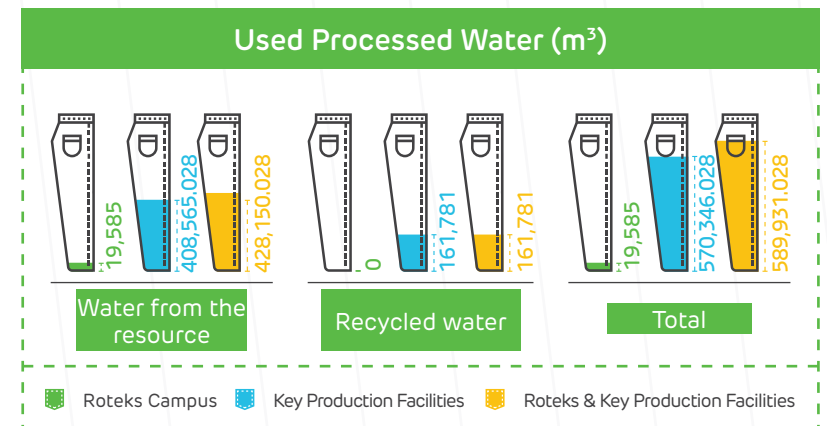 Used Processed Water (m³)
19,585
408,565.028
428,150.028
0
161,781
161,781
19,585
570,346.028
589,931.028
Water from the
resource
Recycled water
Total
Roteks Campus
Key Production Facilities
Roteks & Key Production Facilities